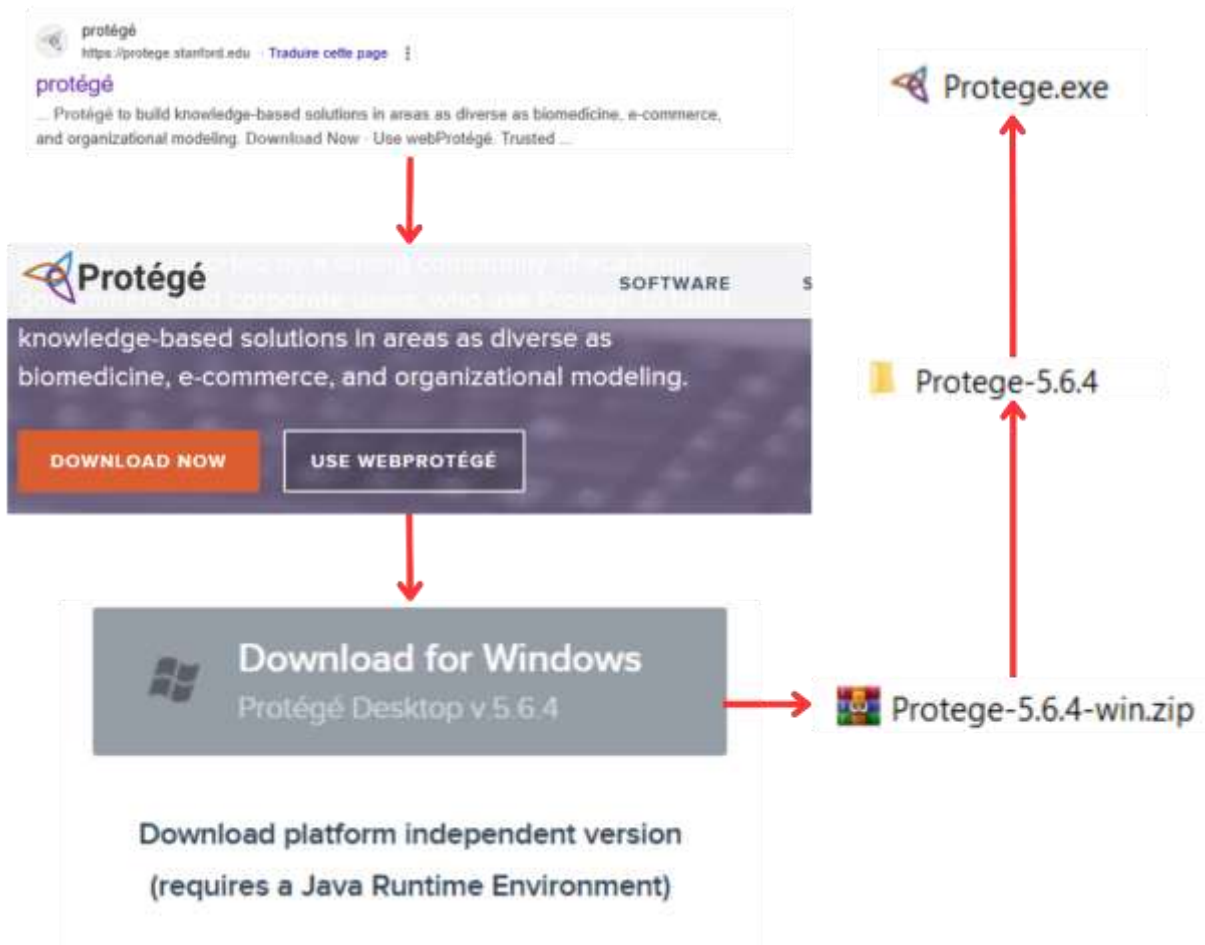 protégé
https://protege.stanford.edu · Traduire cette page
protégé
... Protégé to build knowledge-based solutions in areas as diverse as biomedicine, e-commerce,
and organizational modeling. Download Now · Use webProtégé. Trusted ...
Protégé
SOFTWARE
S
knowledge-based solutions in areas as diverse as
biomedicine, e-commerce, and organizational modeling.
DOWNLOAD NOW
USE WEBPROTÉGÉ
Download for Windows
Protégé Desktop v 5.6.4
Download platform independent version
(requires a Java Runtime Environment)
Protege-5.6.4-win.zip
Protege-5.6.4
Protege.exe